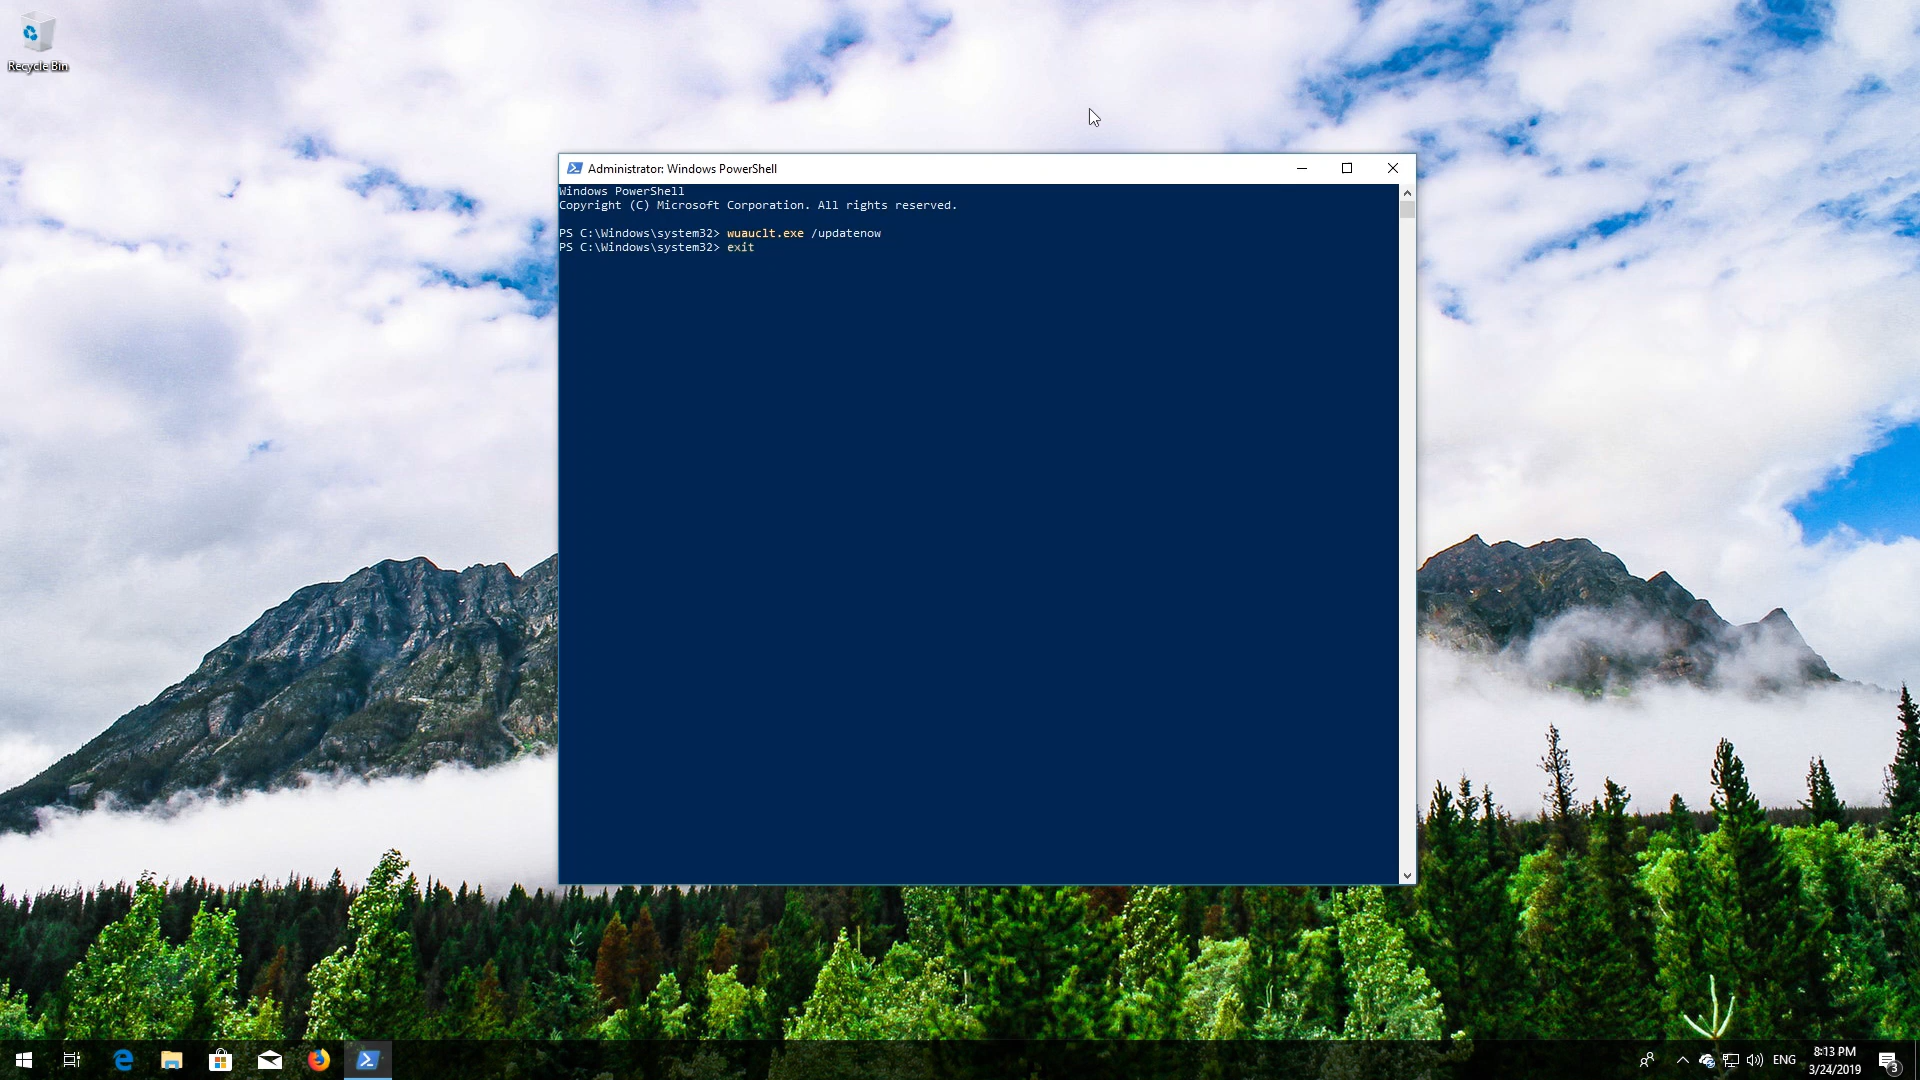 Recycle Bin
Administrator: Windows PowerShell
Windows PowerShell
Copyright (C) Microsoft Corporation. All rights reserved.
PS C:\Windows\system32> wuauclt.exe /updatenow
PS C:\Windows\system32> exit
ENG
8:13 PM
3/24/2019
3